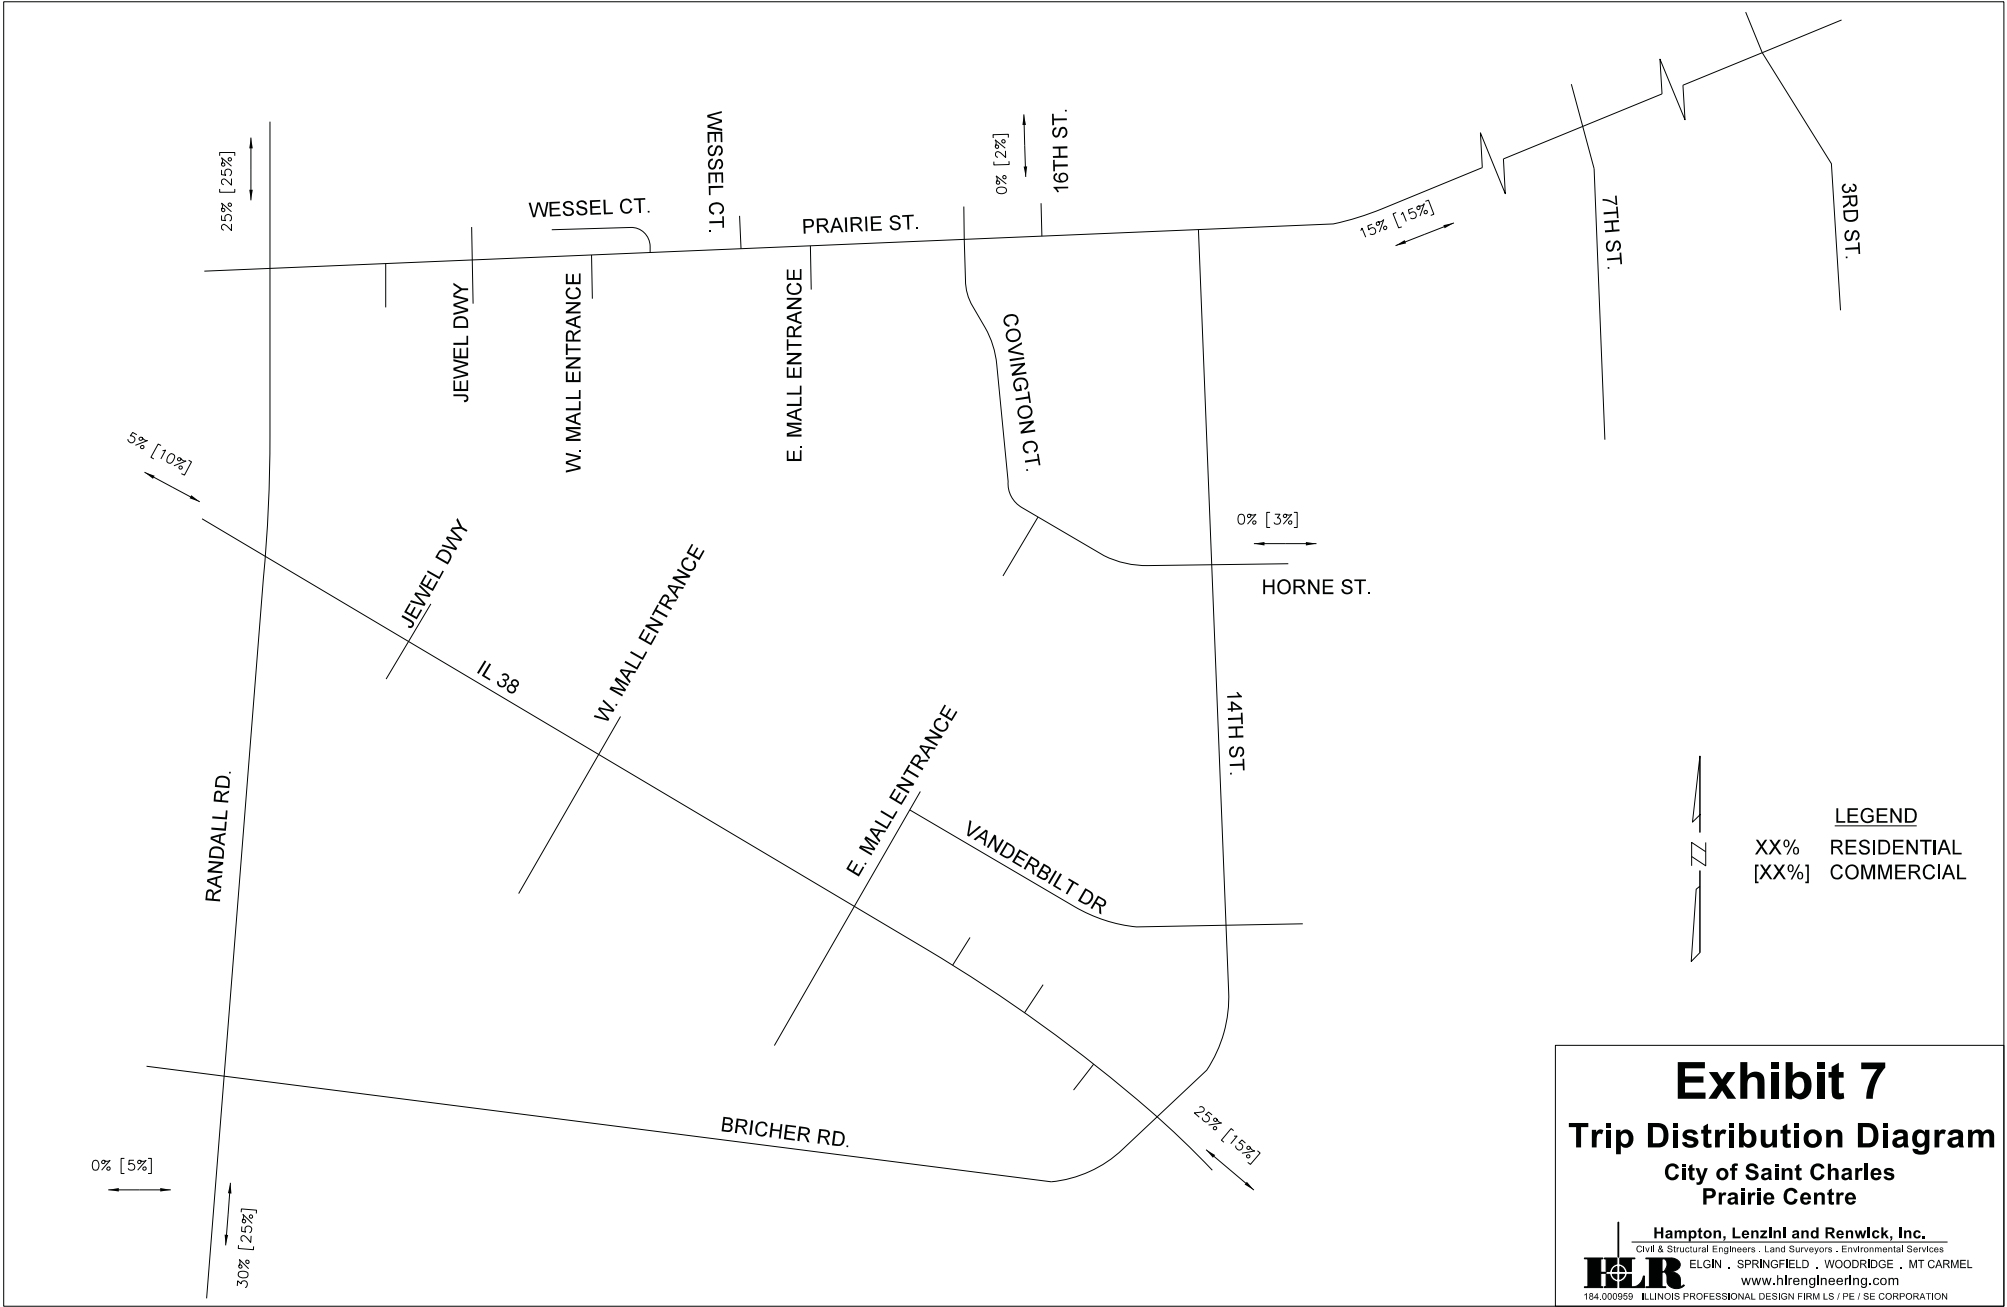 25% [25%]
WESSEL CT.
WESSEL CT.
PRAIRIE ST.
0% [2%]
16TH ST.
15% [15%]
7TH ST.
3RD ST.
JEWEL DWY
W. MALL ENTRANCE
E. MALL ENTRANCE
COVINGTON CT.
5% [10%]
0% [3%]
HORNE ST.
JEWEL DWY
IL 38
W. MALL ENTRANCE
E. MALL ENTRANCE
14TH ST.
VANDERBILT DR
RANDALL RD.
BRICHER RD.
25% [15%]
0% [5%]
30% [25%]
LEGEND
XX% RESIDENTIAL
[XX%] COMMERCIAL
Exhibit 7
Trip Distribution Diagram
City of Saint Charles
Prairie Centre
Hampton, Lenzini and Renwick, Inc.
Civil & Structural Engineers . Land Surveyors . Environmental Services
HLR
ELGIN . SPRINGFIELD . WOODRIDGE . MT CARMEL
www.hlrengineering.com
184.000959 ILLINOIS PROFESSIONAL DESIGN FIRM LS / PE / SE CORPORATION